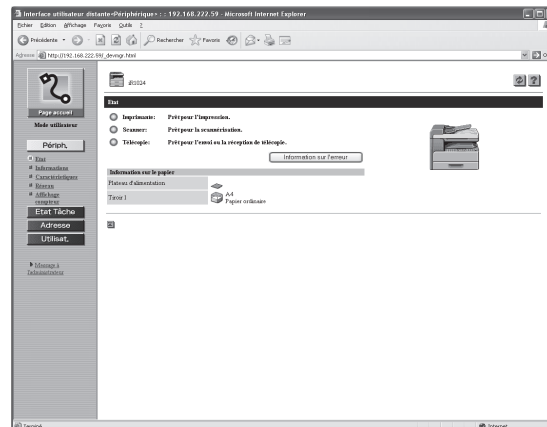 Interface utilisateur distante<Périphérique> : : 192.168.222.59 - Microsoft Internet Explorer
Fichier Edition Affichage Favoris Outils ?
Précédente Rechercher Favoris
Adresse http://192.168.222.59/_devmgr.html
iR1024
Page accueil
Mode utilisateur
Etat
Imprimante: Prêt pour l'impression.
Scanner: Prêt pour la scannérisation.
Télécopie: Prêt pour l'envoi ou la réception de télécopie.
Information sur l'erreur
Information sur le papier
Plateau d'alimentation
Tiroir 1
A4
Papier ordinaire
Périph.
Etat
Informations
Caractéristiques
Réseau
Affichage
compteur
Etat Tâche
Adresse
Utilisat.
Message à
l'administrateur
Terminé
Internet